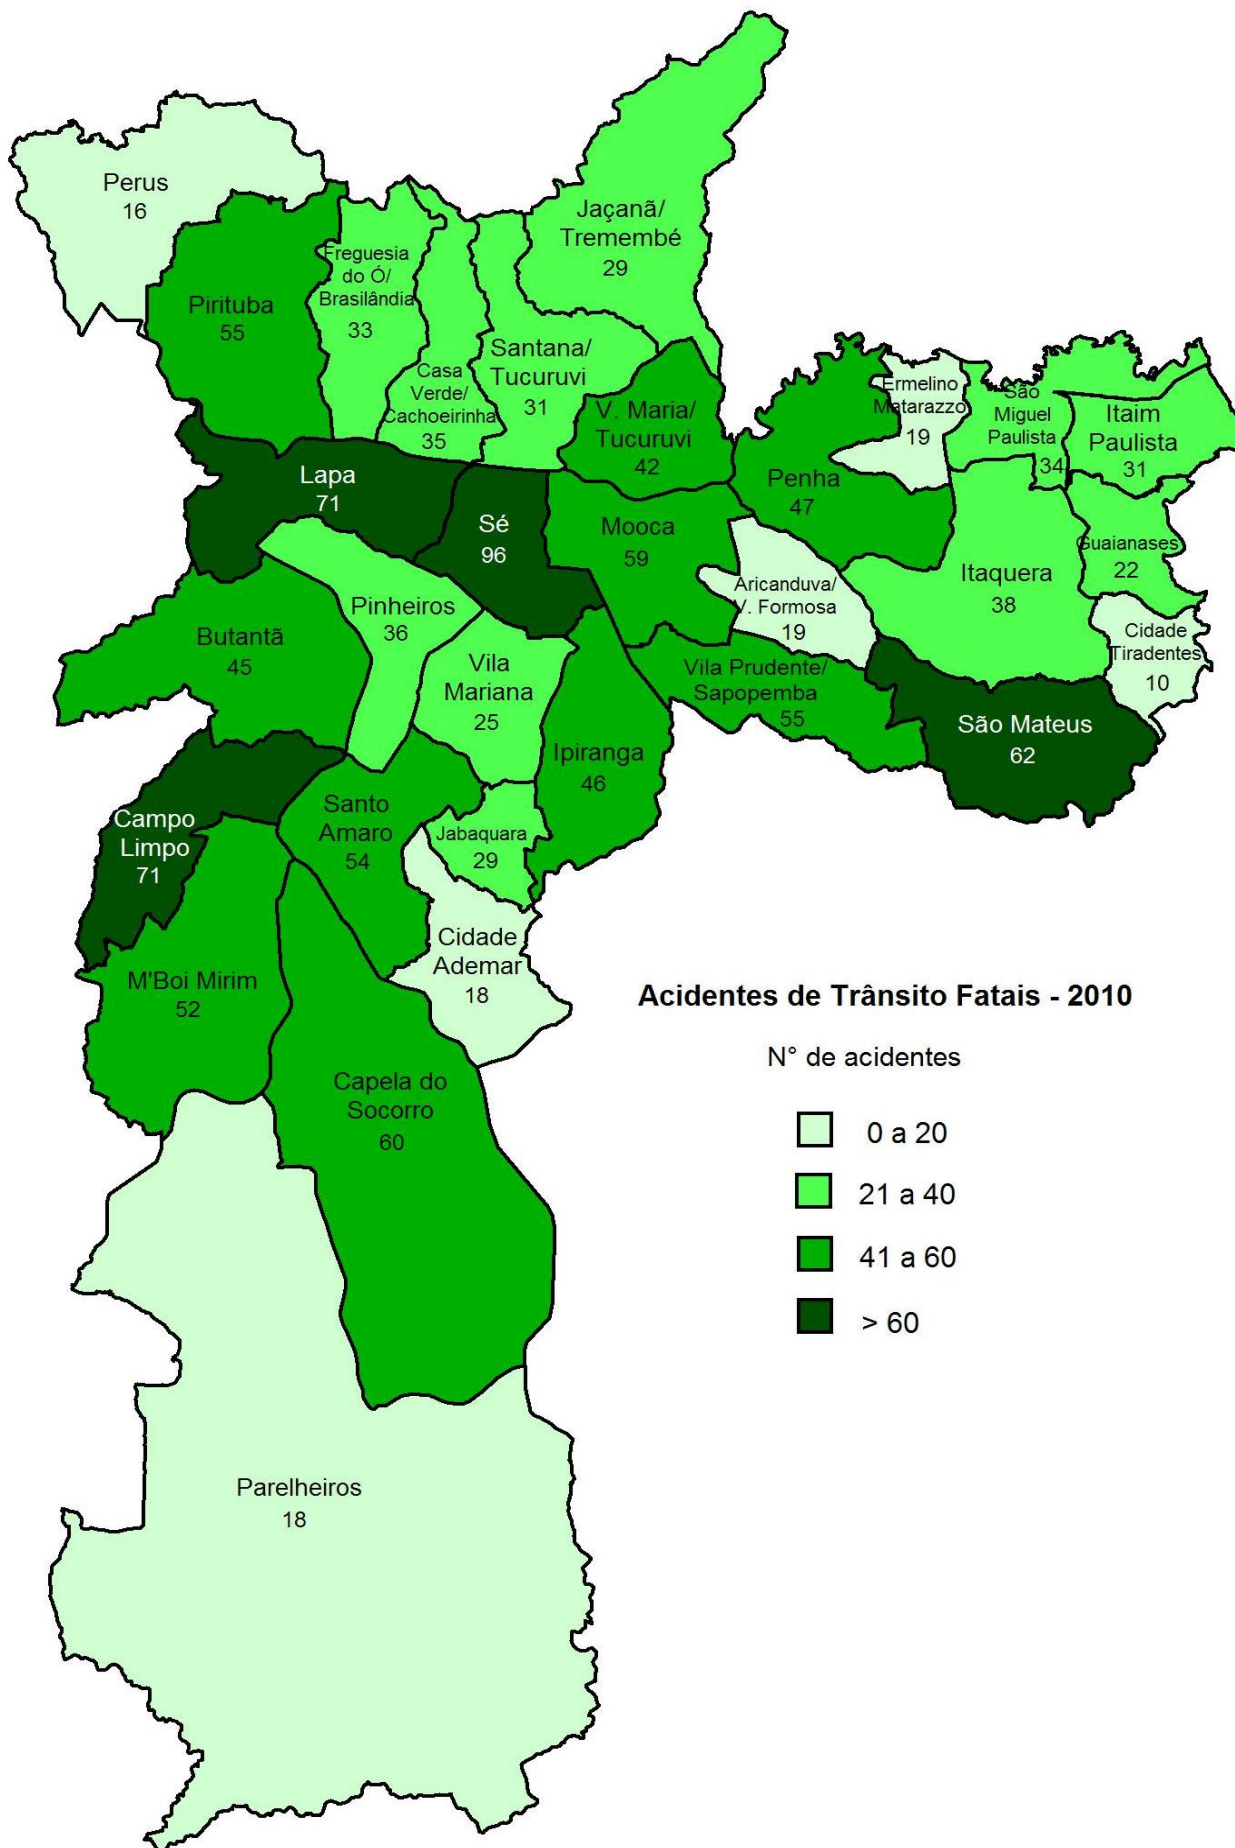 Perus
16
Pirituba
55
Freguesia
do Ó/
Brasilândia
33
Casa
Verde/
Cachoeirinha
35
Santana/
Tucuruvi
31
Jaçanã/
Tremembé
29
V. Maria/
Tucuruvi
42
Penha
47
Ermelino
Matarazzo
19
São
Miguel
Paulista
34
Itaim
Paulista
31
Lapa
71
Sé
96
Mooca
59
Aricanduva/
V. Formosa
19
Itaquera
38
Guaianases
22
Cidade
Tiradentes
10
Butantã
45
Pinheiros
36
Vila
Mariana
25
Ipiranga
46
Vila Prudente/
Sapopemba
55
São Mateus
62
Campo
Limpo
71
Santo
Amaro
54
Jabaquara
29
Cidade
Ademar
18
M'Boi Mirim
52
Capela do
Socorro
60
Parelheiros
18
Acidentes de Trânsito Fatais - 2010
N° de acidentes
0 a 20
21 a 40
41 a 60
> 60